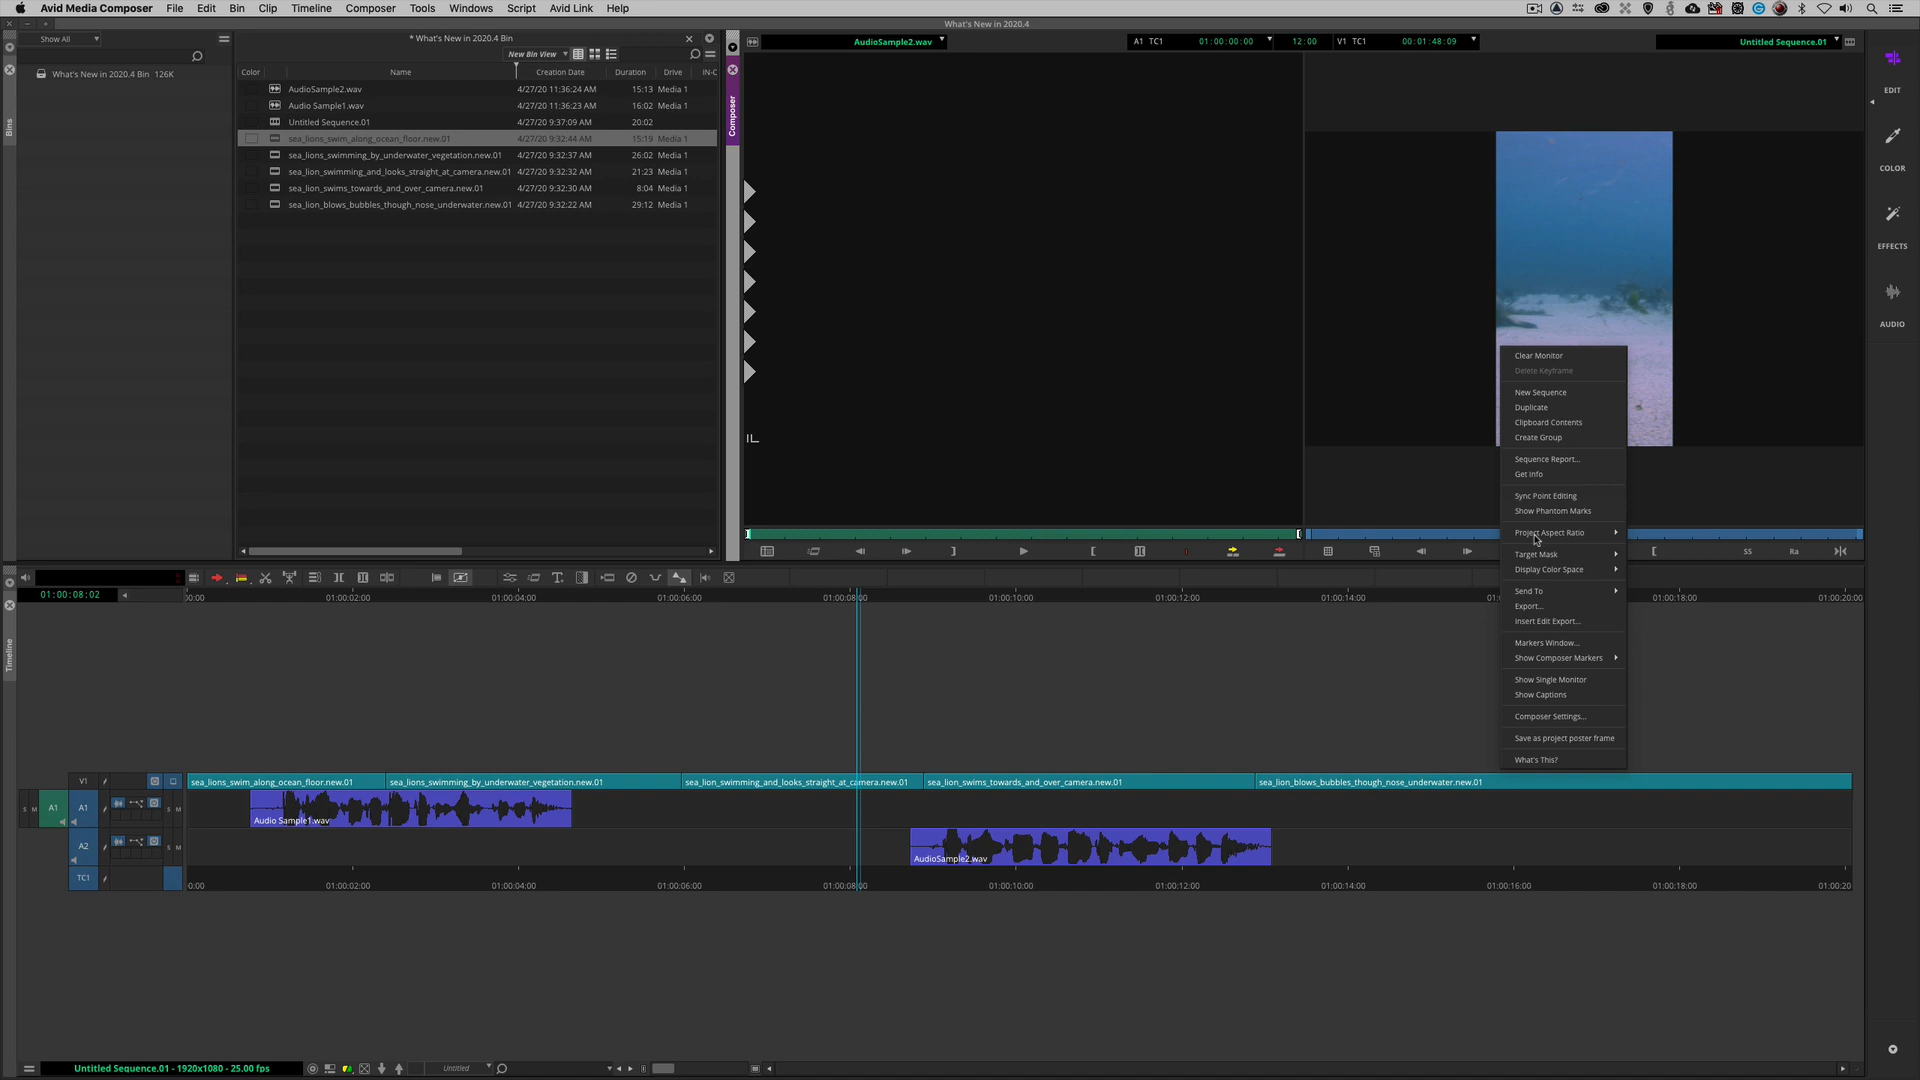 Avid Media Composer File Edit Bin Clip Timeline Composer Tools Windows Script Avid Link Help
What's New in 2020.4
Show All
* What's New in 2020.4 Bin
AudioSample2.wav
A1 TC1 01:00:00:00 12:00 V1 TC1 00:01:48:09
Untitled Sequence.01
New Bin View
What's New in 2020.4 Bin 126K
Color Name Creation Date Duration Drive IN-C
AudioSample2.wav 4/27/20 11:36:24 AM 15:13 Media 1
Audio Sample1.wav 4/27/20 11:36:23 AM 16:02 Media 1
Untitled Sequence.01 4/27/20 9:37:09 AM 20:02
sea_lions_swim_along_ocean_floor.new.01 4/27/20 9:32:44 AM 15:19 Media 1
sea_lions_swimming_by_underwater_vegetation.new.01 4/27/20 9:32:37 AM 26:02 Media 1
sea_lion_swimming_and_looks_straight_at_camera.new.01 4/27/20 9:32:32 AM 21:23 Media 1
sea_lion_swims_towards_and_over_camera.new.01 4/27/20 9:32:30 AM 8:04 Media 1
sea_lion_blows_bubbles_though_nose_underwater.new.01 4/27/20 9:32:22 AM 29:12 Media 1
Bins
Composer
EDIT
COLOR
EFFECTS
AUDIO
Clear Monitor
Delete Keyframe
New Sequence
Duplicate
Clipboard Contents
Create Group
Sequence Report...
Get Info
Sync Point Editing
Show Phantom Marks
Project Aspect Ratio
Target Mask
Display Color Space
Send To
Export...
Insert Edit Export...
Markers Window...
Show Composer Markers
Show Single Monitor
Show Captions
Composer Settings...
Save as project poster frame
What's This?
SS Ra
01:00:08:02
00:00 01:00:02:00 01:00:04:00 01:00:06:00 01:00:08:00 01:00:10:00 01:00:12:00 01:00:14:00 01:00:18:00 01:00:20:00
Timeline
V1 sea_lions_swim_along_ocean_floor.new.01 sea_lions_swimming_by_underwater_vegetation.new.01 sea_lion_swimming_and_looks_straight_at_camera.new.01 sea_lion_swims_towards_and_over_camera.new.01 sea_lion_blows_bubbles_though_nose_underwater.new.01
S M A1 A1 S M
Audio Sample1.wav
A2 S M
AudioSample2.wav
TC1
0:00 01:00:02:00 01:00:04:00 01:00:06:00 01:00:08:00 01:00:10:00 01:00:12:00 01:00:14:00 01:00:16:00 01:00:18:00 01:00:20
Untitled Sequence.01 - 1920x1080 - 25.00 fps
Untitled